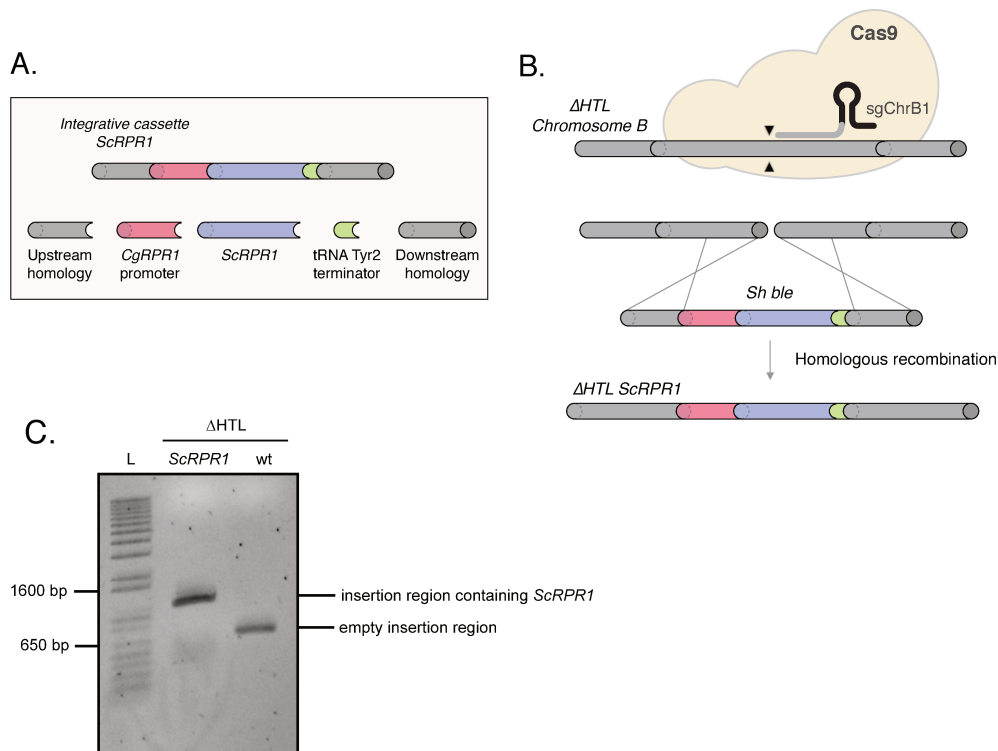 A.
Integrative cassette
ScRPR1
Upstream
homology
CgRPR1
promoter
ScRPR1
tRNA Tyr2
terminator
Downstream
homology
B.
Cas9
sgChrB1
ΔHTL
Chromosome B
Sh ble
Homologous recombination
ΔHTL ScRPR1
C.
ΔHTL
L ScRPR1 wt
1600 bp
insertion region containing ScRPR1
empty insertion region
650 bp